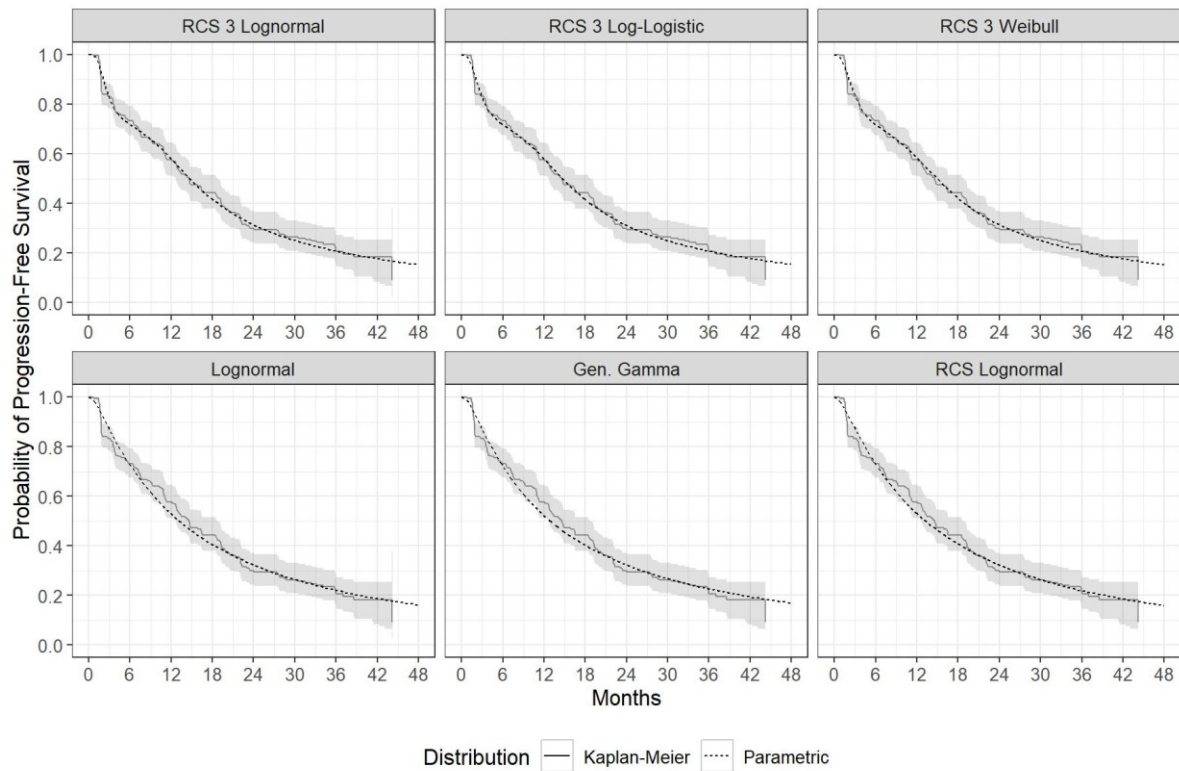 RCS 3 Lognormal RCS 3 Log-Logistic RCS 3 Weibull
1.0
0.8
0.6
0.4
0.2
0.0
0 6 12 18 24 30 36 42 48 0 6 12 18 24 30 36 42 48 0 6 12 18 24 30 36 42 48
Probability of Progression-Free Survival
Lognormal Gen. Gamma RCS Lognormal
1.0
0.8
0.6
0.4
0.2
0.0
0 6 12 18 24 30 36 42 48 0 6 12 18 24 30 36 42 48 0 6 12 18 24 30 36 42 48
Months
Distribution Kaplan-Meier Parametric